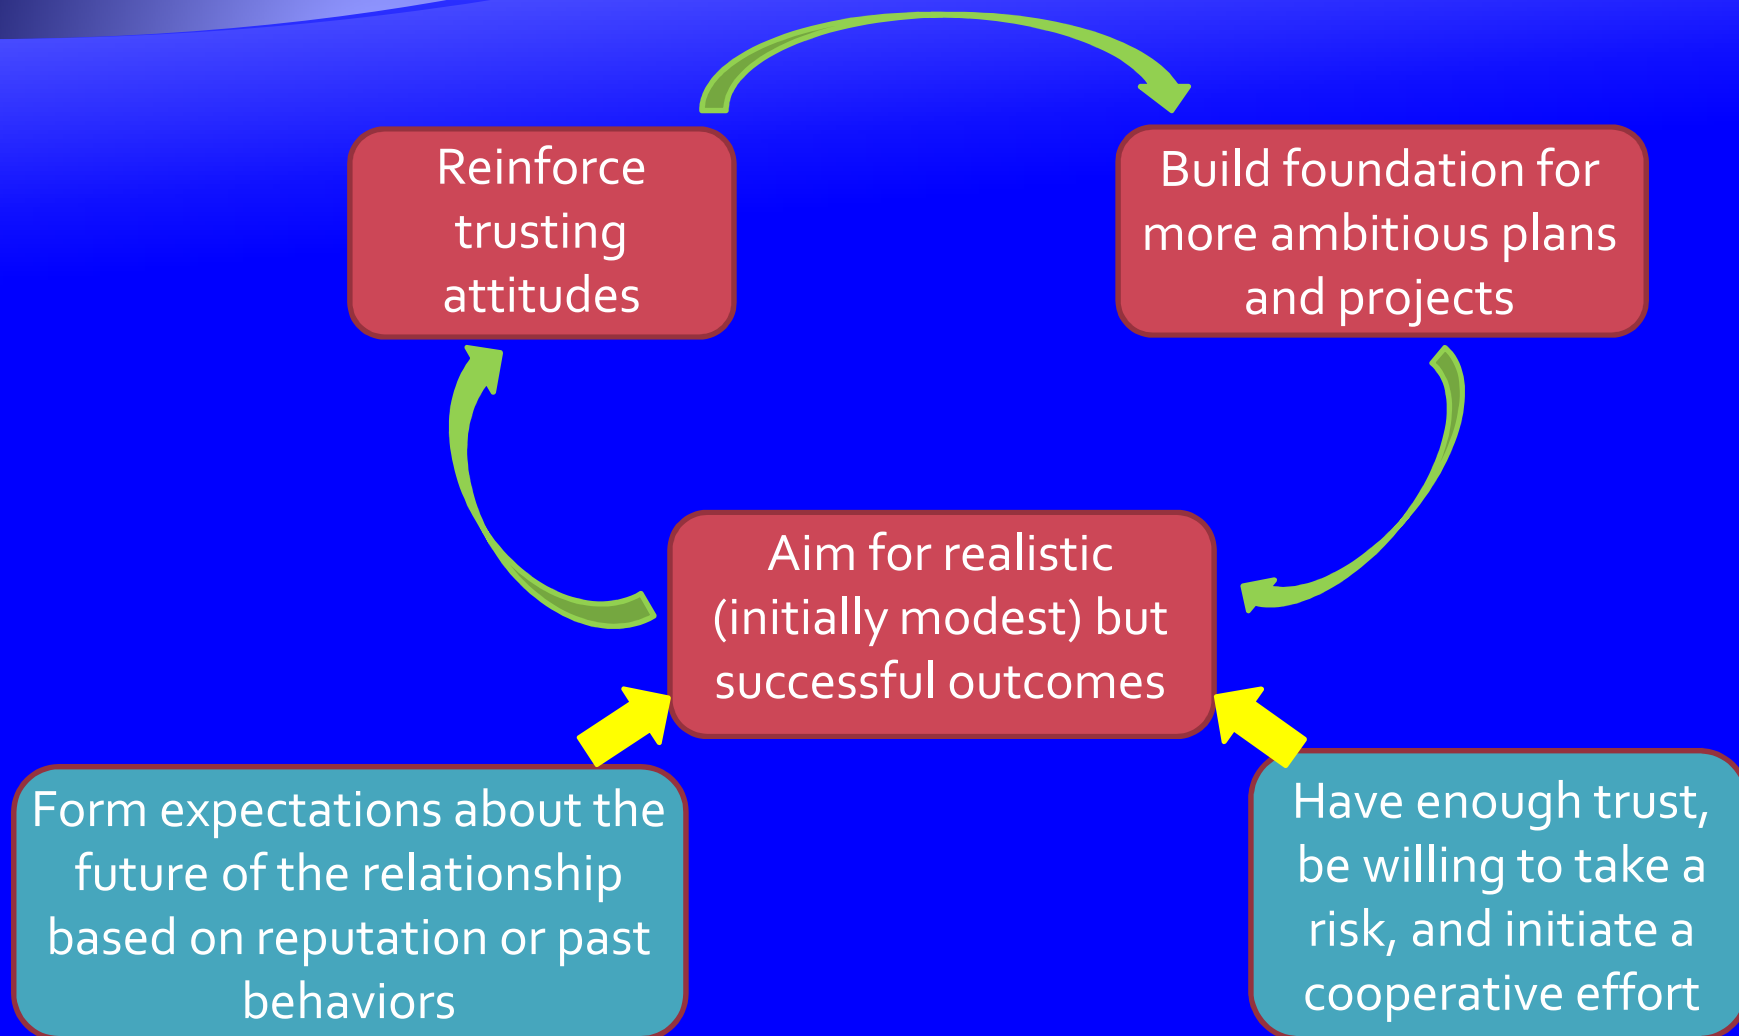 Reinforce
trusting
attitudes
Build foundation for
more ambitious plans
and projects
Aim for realistic
(initially modest) but
successful outcomes
Form expectations about the
future of the relationship
based on reputation or past
behaviors
Have enough trust,
be willing to take a
risk, and initiate a
cooperative effort